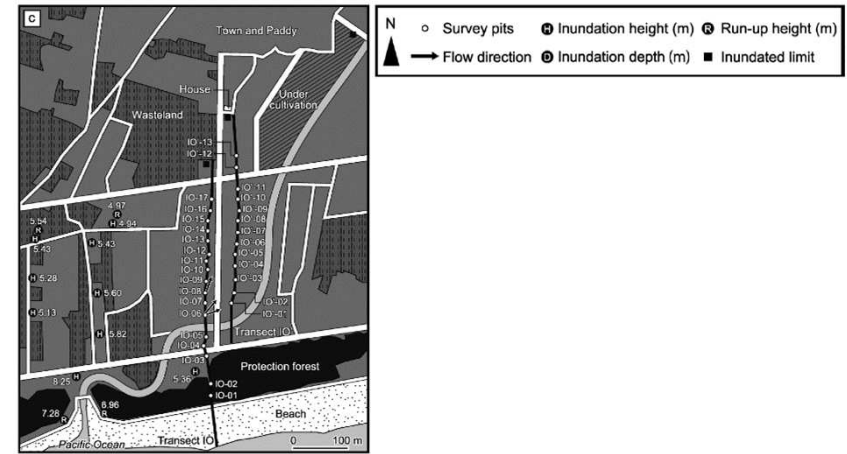 C
Town and Paddy
House
Under
cultivation
Wasteland
IO'-13
IO'-12
IO-17
IO-16
IO-15
IO-14
IO-13
IO-12
IO-11
IO-10
IO-09
IO-08
IO-07
IO-06
IO-05
IO-04
IO-03
IO-02
IO-01
IO'-11
IO'-10
IO'-09
IO'-08
IO'-07
IO'-06
IO'-05
IO'-04
IO'-03
IO'-02
IO'-01
4.97
R
H 4.94
5.54
R
H
5.43
H 5.43
H 5.28
H 5.60
H 5.13
H 5.82
Transect IO'
Protection forest
8.25 H
H
5.36
7.28 R
6.96
R
Beach
Pacific Ocean
Transect IO
0 100 m
N
Survey pits
Flow direction
H Inundation height (m)
D Inundation depth (m)
R Run-up height (m)
Inundated limit